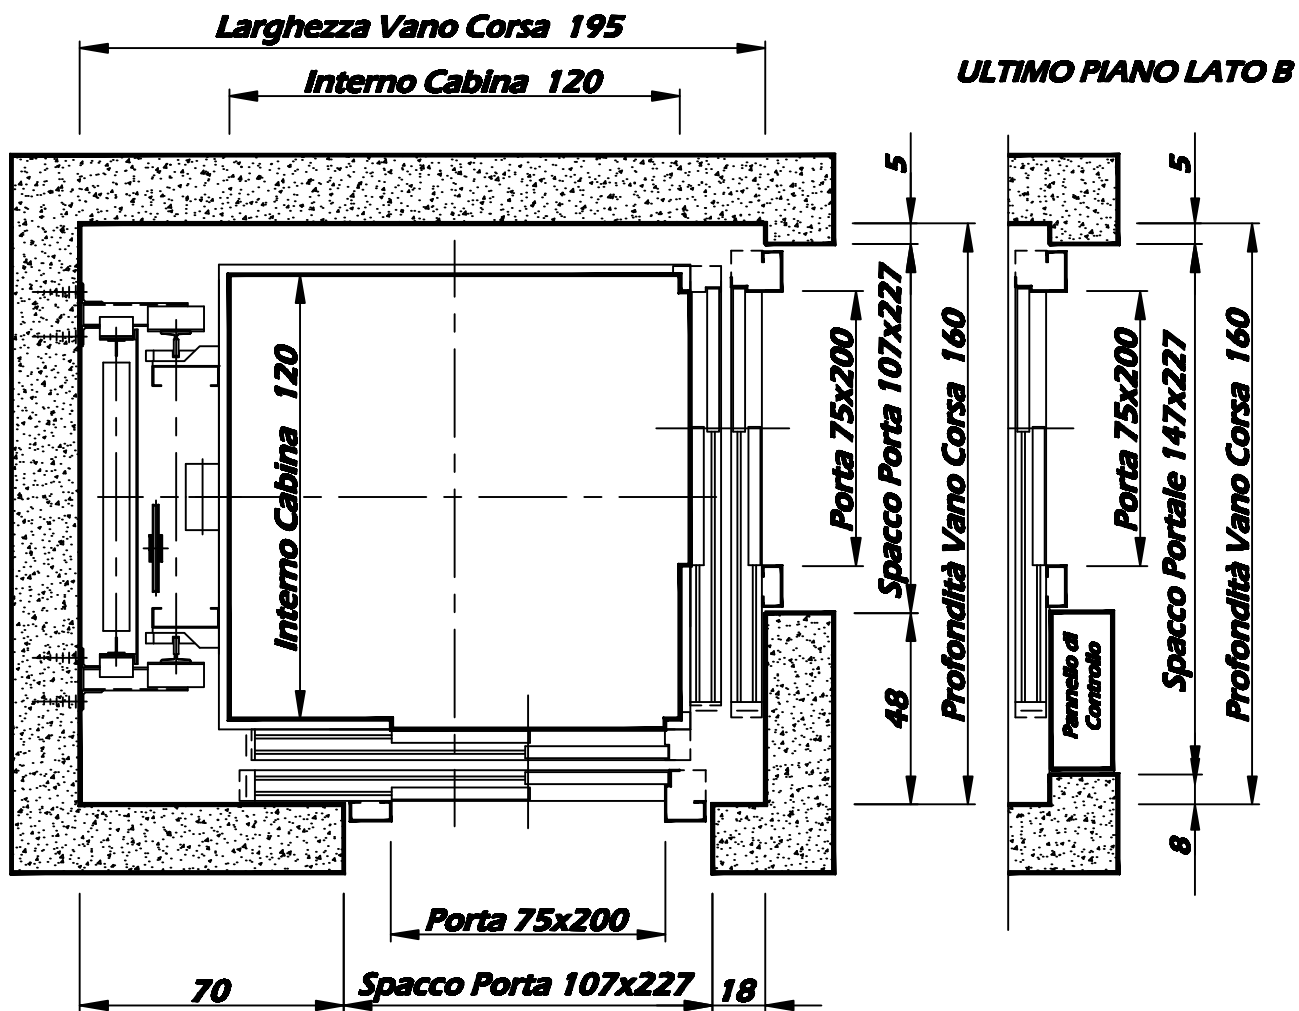 Larghezza Vano Corsa 195
Interno Cabina 120
ULTIMO PIANO LATO B
5
5
Interno Cabina 120
Porta 75x200
Spacco Porta 107x227
Profondità Vano Corsa 160
48
Porta 75x200
Spacco Portale 147x227
Profondità Vano Corsa 160
Pannello di
Controllo
8
Porta 75x200
70
Spacco Porta 107x227
18